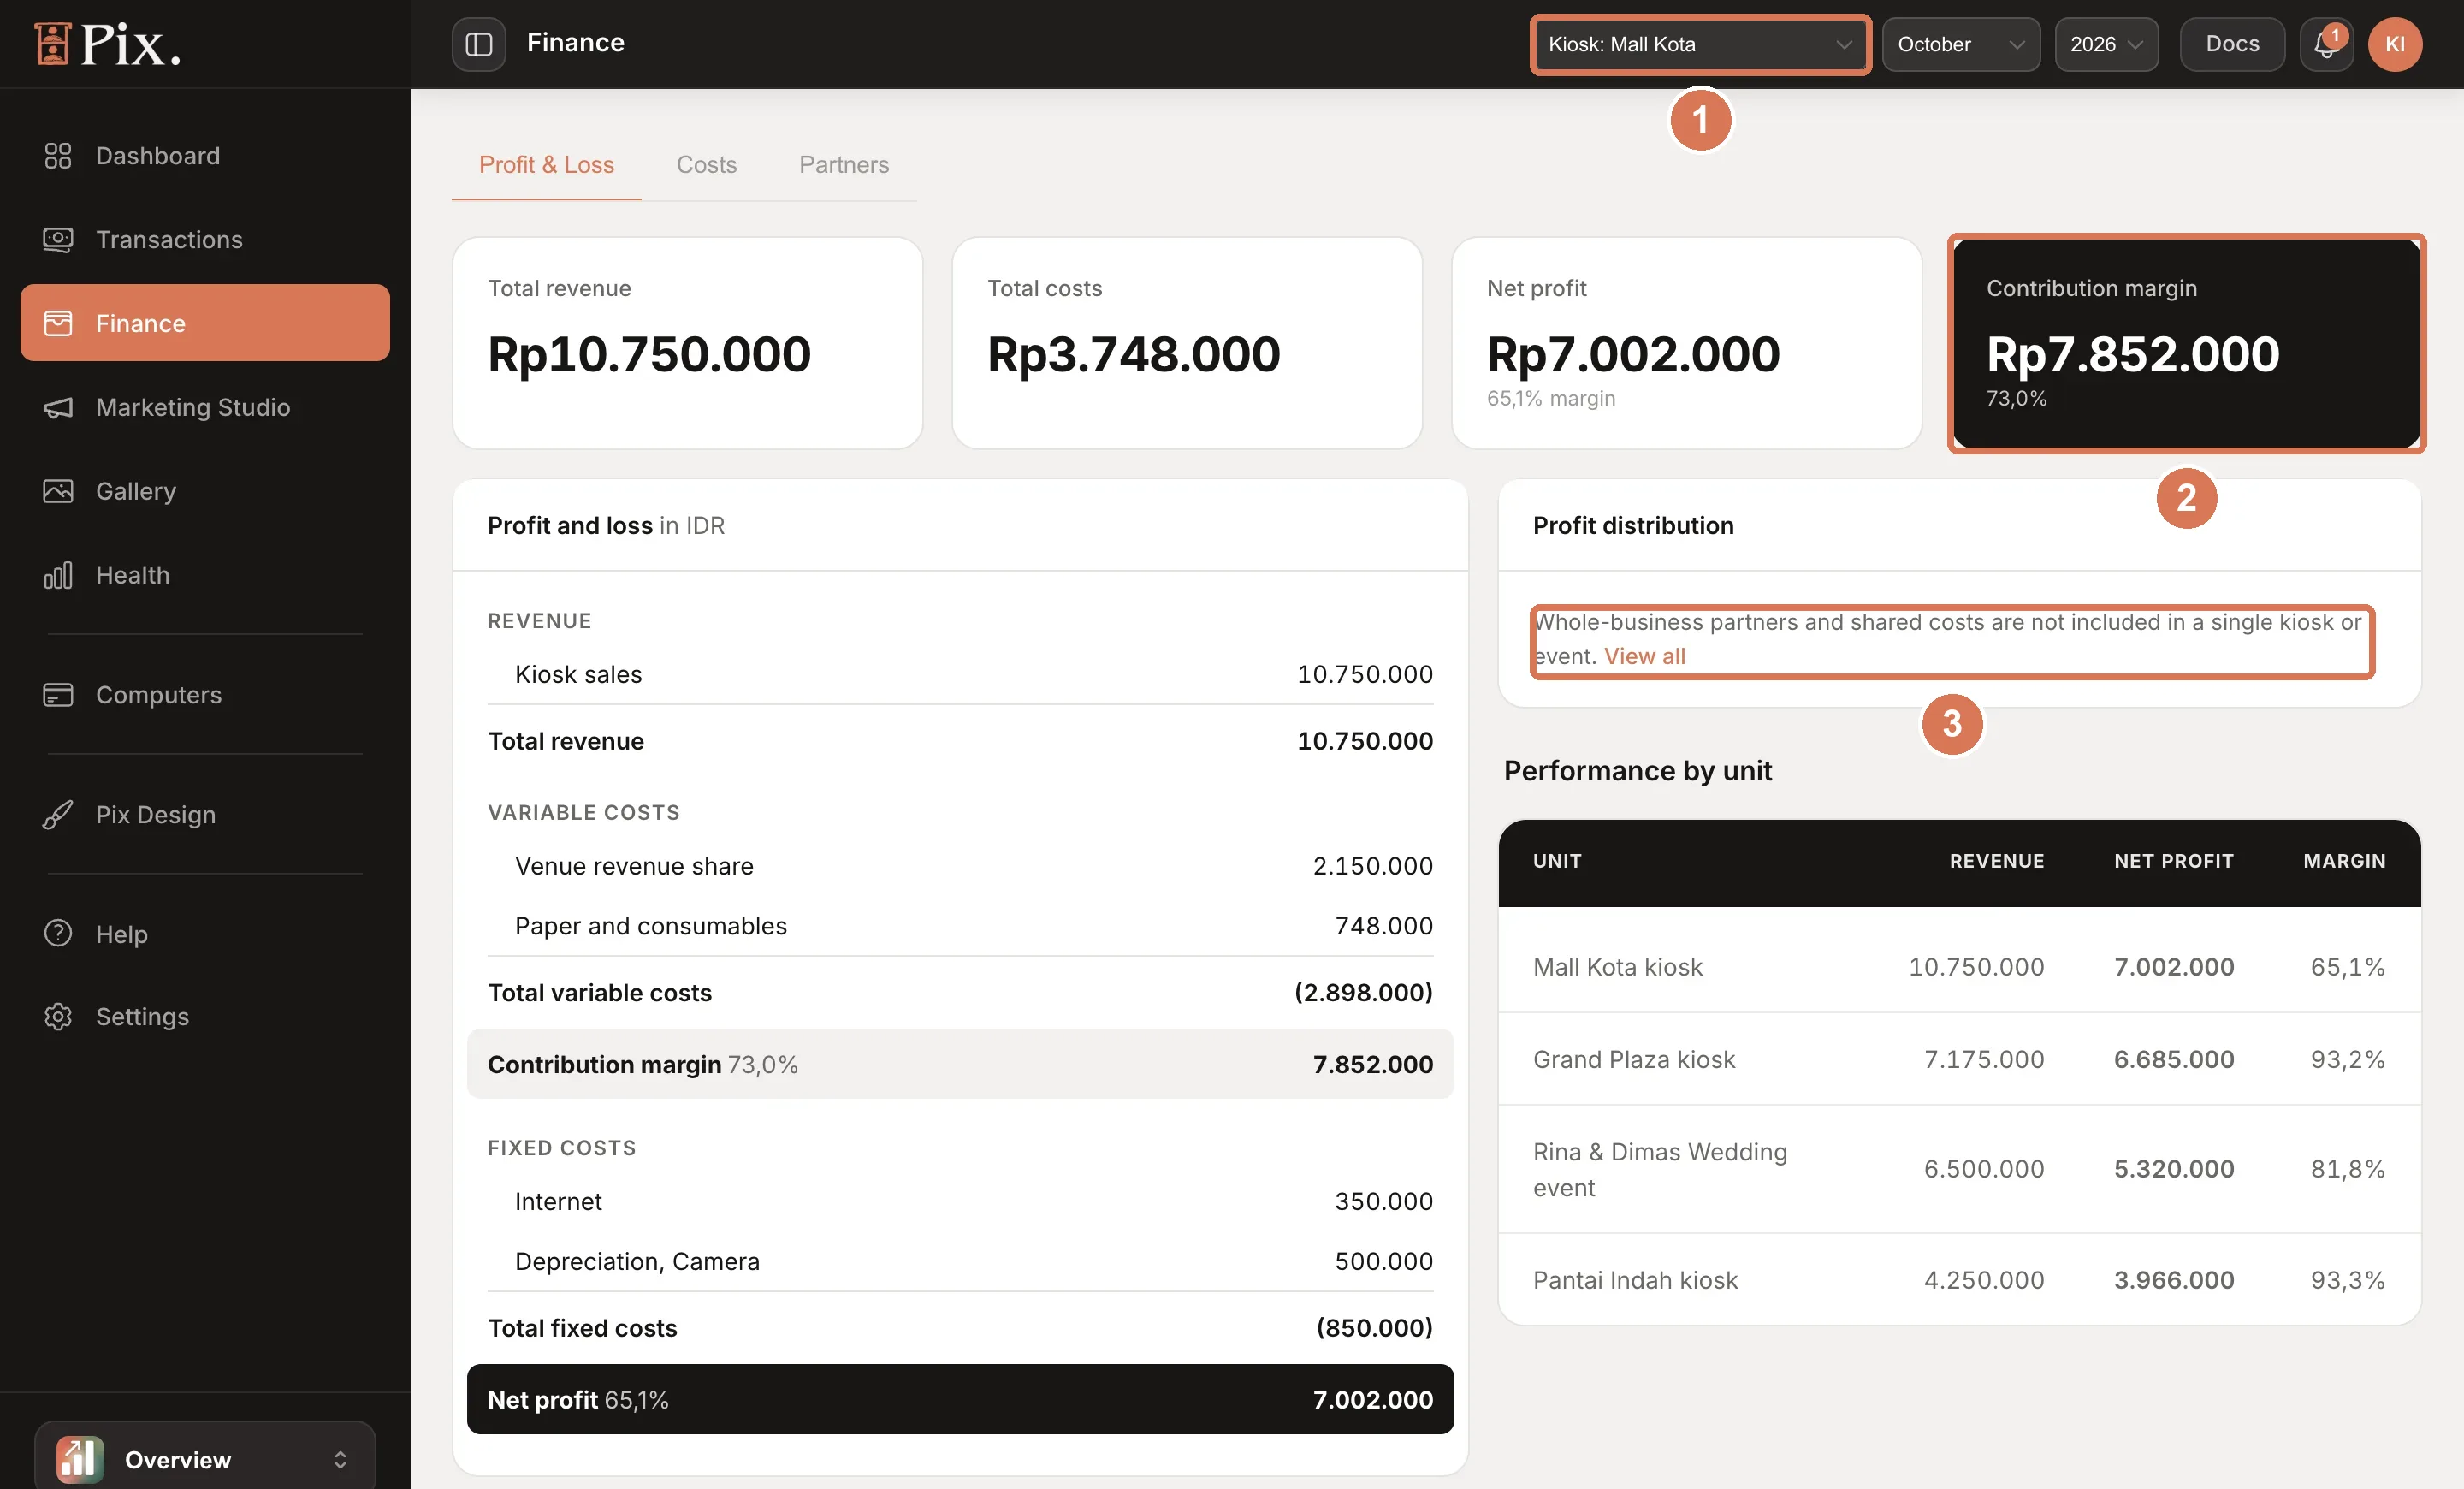 Pix.
Finance
Kiosk: Mall Kota
October
2026
Docs
1
KI
1
Dashboard
Transactions
Finance
Marketing Studio
Gallery
Health
Computers
Pix Design
Help
Settings
Overview
Profit & Loss
Costs
Partners
Total revenue
Rp10.750.000
Total costs
Rp3.748.000
Net profit
Rp7.002.000
65,1% margin
Contribution margin
Rp7.852.000
73,0%
2
Profit and loss in IDR
REVENUE
Kiosk sales 10.750.000
Total revenue 10.750.000
VARIABLE COSTS
Venue revenue share 2.150.000
Paper and consumables 748.000
Total variable costs (2.898.000)
Contribution margin 73,0% 7.852.000
FIXED COSTS
Internet 350.000
Depreciation, Camera 500.000
Total fixed costs (850.000)
Net profit 65,1% 7.002.000
Profit distribution
Whole-business partners and shared costs are not included in a single kiosk or
event. View all
3
Performance by unit
UNIT REVENUE NET PROFIT MARGIN
Mall Kota kiosk 10.750.000 7.002.000 65,1%
Grand Plaza kiosk 7.175.000 6.685.000 93,2%
Rina & Dimas Wedding
event 6.500.000 5.320.000 81,8%
Pantai Indah kiosk 4.250.000 3.966.000 93,3%